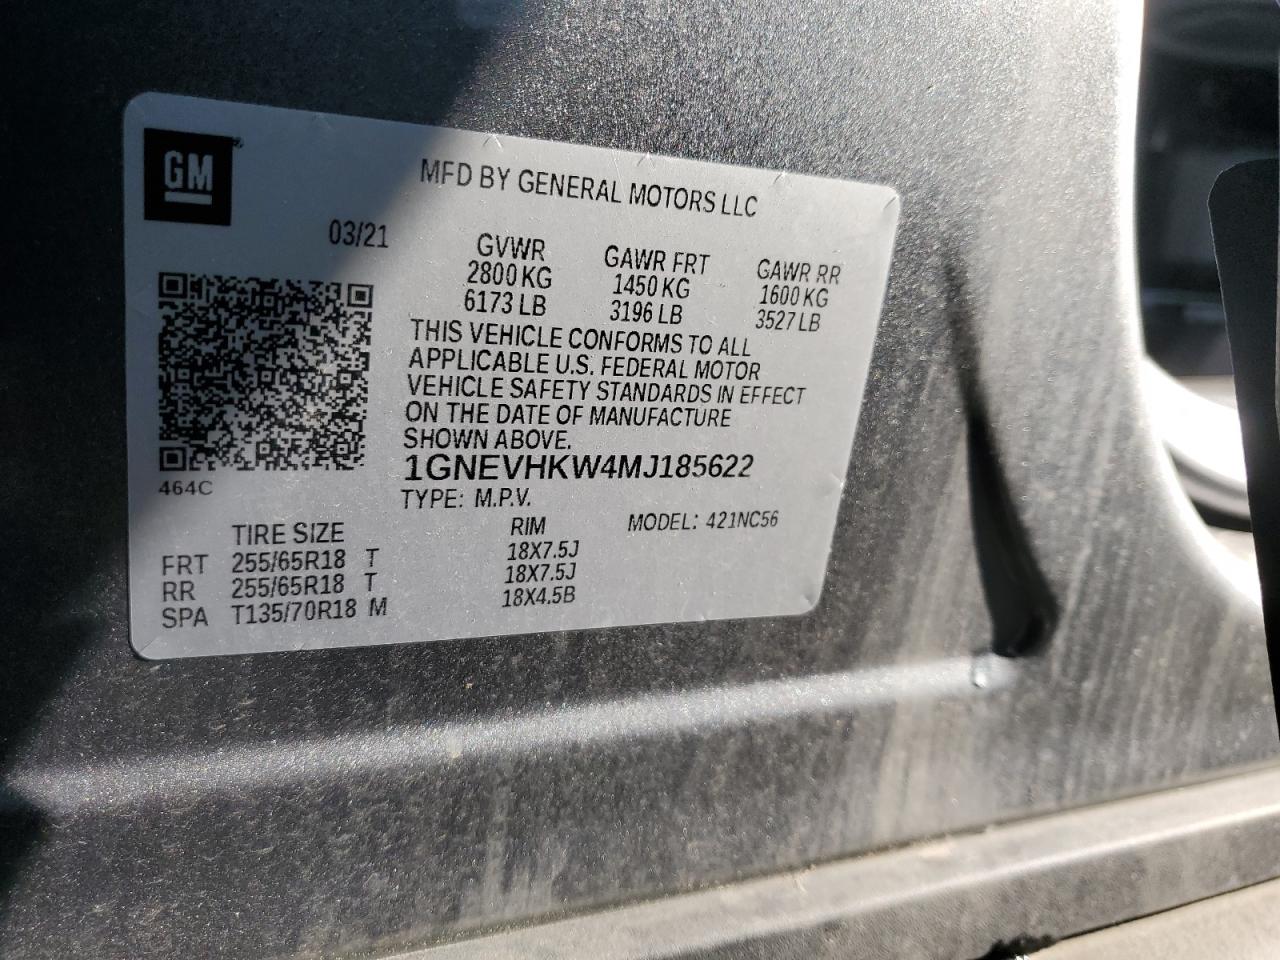 GM
MFD BY GENERAL MOTORS LLC
03/21
GVWR GAWR FRT GAWR RR
2800 KG 1450 KG 1600 KG
6173 LB 3196 LB 3527 LB
THIS VEHICLE CONFORMS TO ALL
APPLICABLE U.S. FEDERAL MOTOR
VEHICLE SAFETY STANDARDS IN EFFECT
ON THE DATE OF MANUFACTURE
SHOWN ABOVE.
1GNEVHKW4MJ185622
464C
TYPE: M.P.V.
MODEL: 421NC56
TIRE SIZE RIM
FRT 255/65R18 T 18X7.5J
RR 255/65R18 T 18X7.5J
SPA T135/70R18 M 18X4.5B